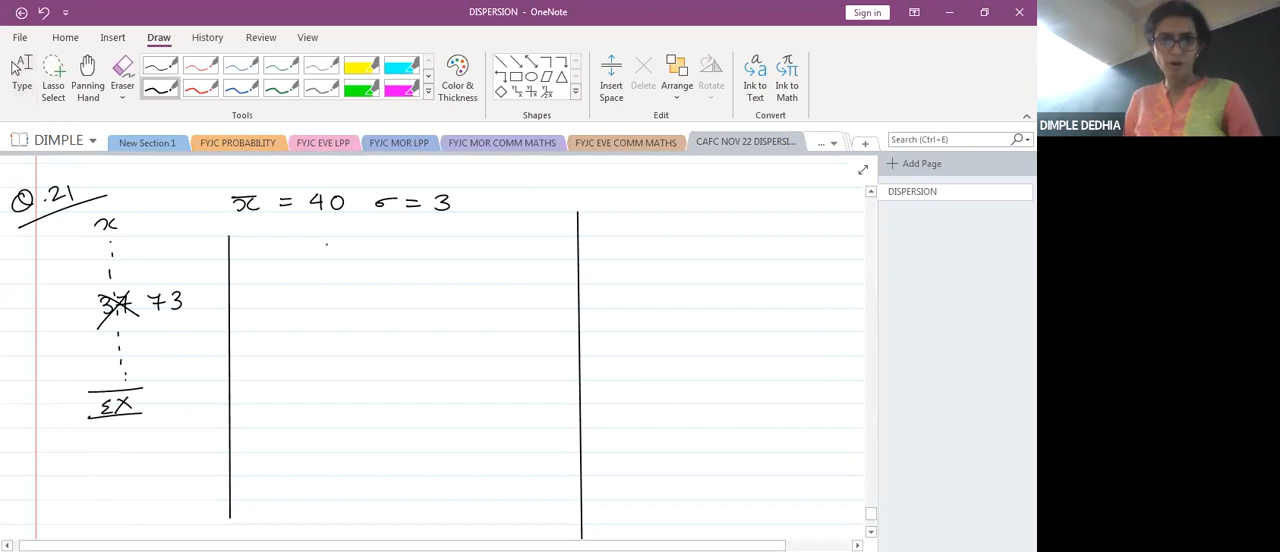 DISPERSION - OneNote
Sign in
File Home Insert Draw History Review View
Type
Lasso Select
Panning Hand
Eraser
Color & Thickness
Insert Space
Delete
Arrange
Rotate
Ink to Text
Ink to Math
Tools
Shapes
Edit
Convert
DIMPLE DEDHIA
DIMPLE
New Section 1
FYJC PROBABILITY
FYJC EVE LPP
FYJC MOR LPP
FYJC MOR COMM MATHS
FYJC EVE COMM MATHS
CAFC NOV 22 DISPERSI...
Search (Ctrl+E)
Add Page
DISPERSION
Q.21
x̅ = 40 σ = 3
x
37 73
ΣX